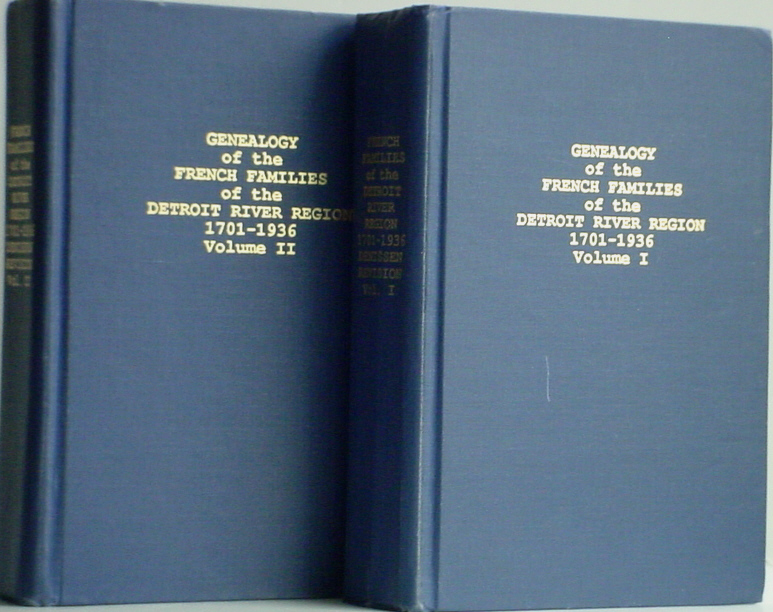 GENEALOGY
of the
FRENCH FAMILIES
of the
DETROIT RIVER REGION
1701-1936
Volume II
FRENCH
FAMILIES
of the
DETROIT
RIVER
REGION
1701-1936
DENISSEN
REVISION
Vol. I
GENEALOGY
of the
FRENCH FAMILIES
of the
DETROIT RIVER REGION
1701-1936
Volume I